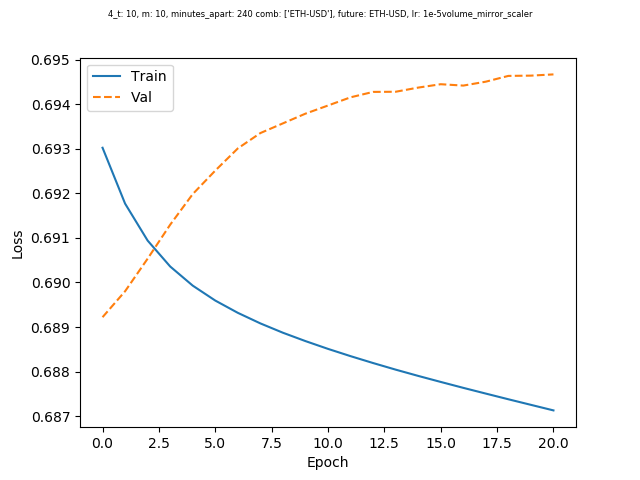 4_t: 10, m: 10, minutes_apart: 240 comb: ['ETH-USD'], future: ETH-USD, lr: 1e-5volume_mirror_scaler
Train
Val
0.695
0.694
0.693
0.692
0.691
0.690
0.689
0.688
0.687
Loss
0.0 2.5 5.0 7.5 10.0 12.5 15.0 17.5 20.0
Epoch